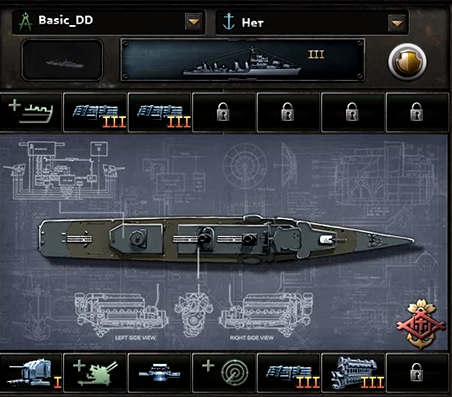 Basic_DD
Нет
III
III
III
LEFT SIDE VIEW
RIGHT SIDE VIEW
I
III
III